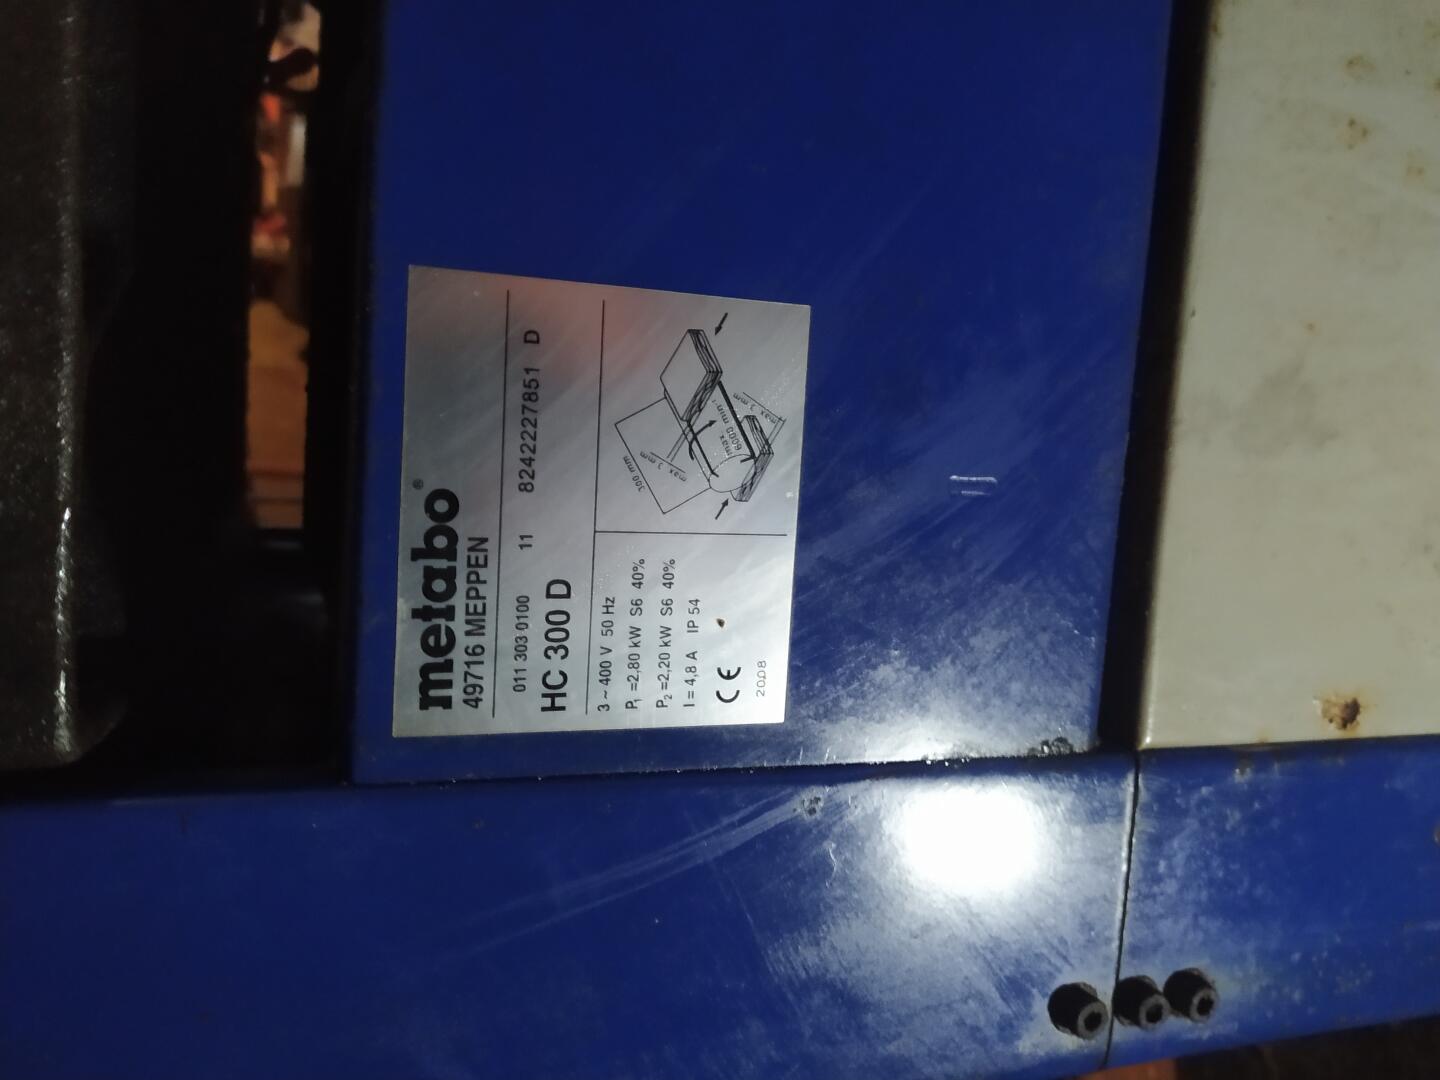 metabo®
49716 MEPPEN
011 303 0100 11 8242227851 D
HC 300 D
3 ~ 400 V 50 Hz
P1 =2,80 kW S6 40%
P2 =2,20 kW S6 40%
I = 4,8 A IP 54
CE
2008
300 mm
max 3 mm
max 6000 min⁻¹
max 3 mm